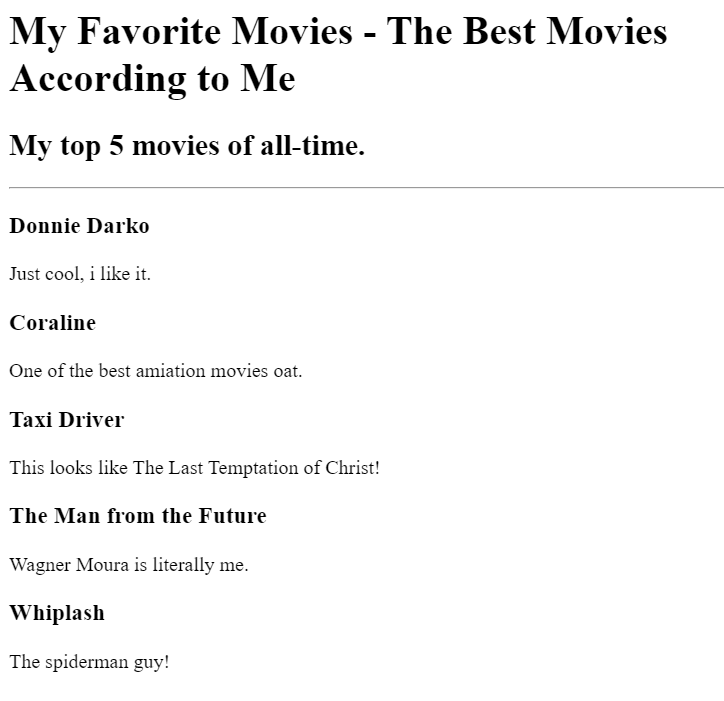 My Favorite Movies - The Best Movies
According to Me
My top 5 movies of all-time.
Donnie Darko
Just cool, i like it.
Coraline
One of the best amiation movies oat.
Taxi Driver
This looks like The Last Temptation of Christ!
The Man from the Future
Wagner Moura is literally me.
Whiplash
The spiderman guy!